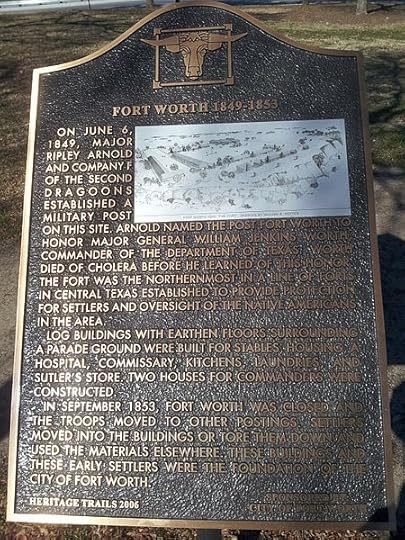 FORT WORTH 1849-1853
ON JUNE 6,
1849, MAJOR
RIPLEY ARNOLD
AND COMPANY F
OF THE SECOND
DRAGOONS
ESTABLISHED A
MILITARY POST
ON THIS SITE. ARNOLD NAMED THE POST FORT WORTH TO
HONOR MAJOR GENERAL WILLIAM JENKINS WORTH,
COMMANDER OF THE DEPARTMENT OF TEXAS. WORTH
DIED OF CHOLERA BEFORE HE LEARNED OF THIS HONOR.
THE FORT WAS THE NORTHERNMOST IN A LINE OF FORTS
IN CENTRAL TEXAS ESTABLISHED TO PROVIDE PROTECTION
FOR SETTLERS AND OVERSIGHT OF THE NATIVE AMERICANS
IN THE AREA.
LOG BUILDINGS WITH EARTHEN FLOORS SURROUNDING
A PARADE GROUND WERE BUILT FOR STABLES, HOUSING, A
HOSPITAL, COMMISSARY, KITCHENS, LAUNDRIES, AND
SUTLER'S STORE. TWO HOUSES FOR COMMANDERS WERE
CONSTRUCTED.
IN SEPTEMBER 1853, FORT WORTH WAS CLOSED AND
THE TROOPS MOVED TO OTHER POSTINGS. SETTLERS
MOVED INTO THE BUILDINGS OR TORE THEM DOWN AND
USED THE MATERIALS ELSEWHERE. THESE BUILDINGS AND
THESE EARLY SETTLERS WERE THE FOUNDATION OF THE
CITY OF FORT WORTH.
HERITAGE TRAILS 2006
SPONSORED BY
CITY OF FORT WORTH